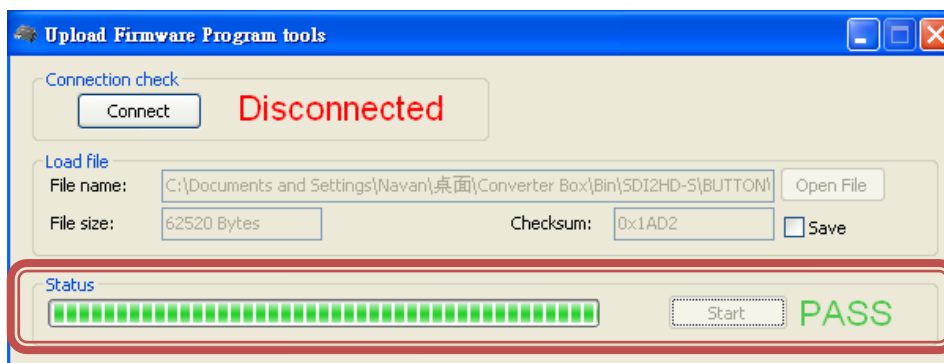 Upload Firmware Program tools
Connection check
Connect Disconnected
Load file
File name: C:\Documents and Settings\Navan\桌面\Converter Box\Bin\SDI2HD-S\BUTTON\ Open File
File size: 62520 Bytes Checksum: 0x1AD2 Save
Status
Start PASS